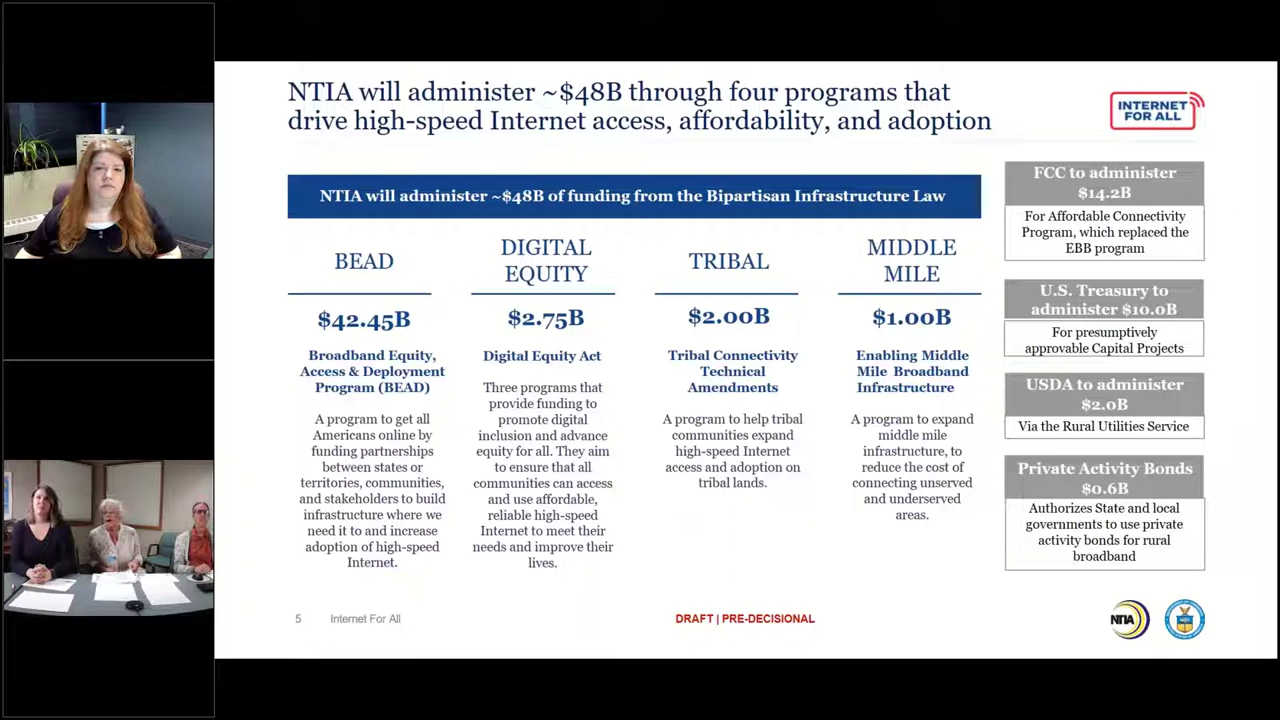 NTIA will administer ~$48B through four programs that
drive high-speed Internet access, affordability, and adoption
INTERNET
FOR ALL
NTIA will administer ~$48B of funding from the Bipartisan Infrastructure Law
BEAD
$42.45B
Broadband Equity,
Access & Deployment
Program (BEAD)
A program to get all
Americans online by
funding partnerships
between states or
territories, communities,
and stakeholders to build
infrastructure where we
need it to and increase
adoption of high-speed
Internet.
DIGITAL
EQUITY
$2.75B
Digital Equity Act
Three programs that
provide funding to
promote digital
inclusion and advance
equity for all. They aim
to ensure that all
communities can access
and use affordable,
reliable high-speed
Internet to meet their
needs and improve their
lives.
TRIBAL
$2.00B
Tribal Connectivity
Technical
Amendments
A program to help tribal
communities expand
high-speed Internet
access and adoption on
tribal lands.
MIDDLE
MILE
$1.00B
Enabling Middle
Mile Broadband
Infrastructure
A program to expand
middle mile
infrastructure, to
reduce the cost of
connecting unserved
and underserved
areas.
FCC to administer
$14.2B
For Affordable Connectivity
Program, which replaced the
EBB program
U.S. Treasury to
administer $10.0B
For presumptively
approvable Capital Projects
USDA to administer
$2.0B
Via the Rural Utilities Service
Private Activity Bonds
$0.6B
Authorizes State and local
governments to use private
activity bonds for rural
broadband
5 Internet For All
DRAFT | PRE-DECISIONAL
NTIA